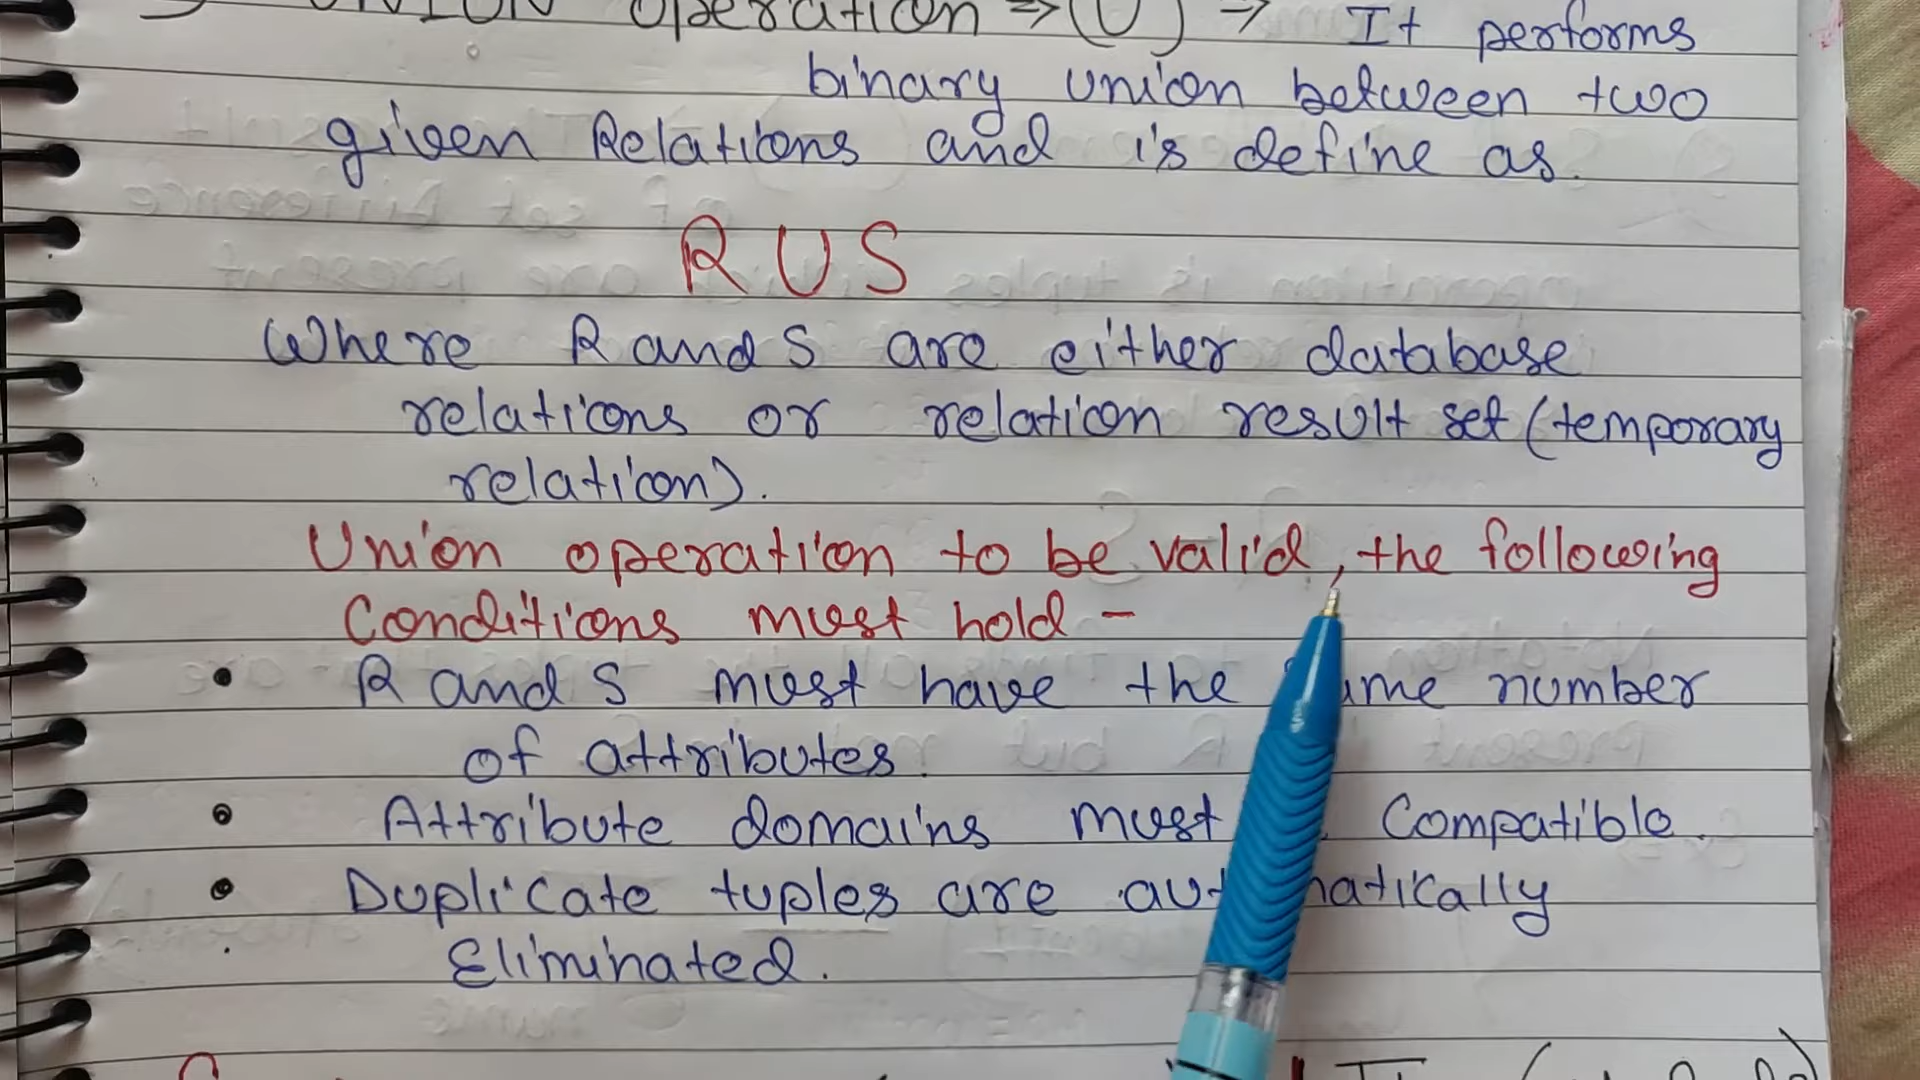 UNION operation ⇒ (U) → It performs
binary union between two
given Relations and is define as.
R U S
Where R and S are either database
relations or relation result set (temporary
relation).
Union operation to be valid, the following
Conditions must hold -
• R and S must have the number
of attributes.
• Attribute domains must Compatible.
• Duplicate tuples are
Eliminated.